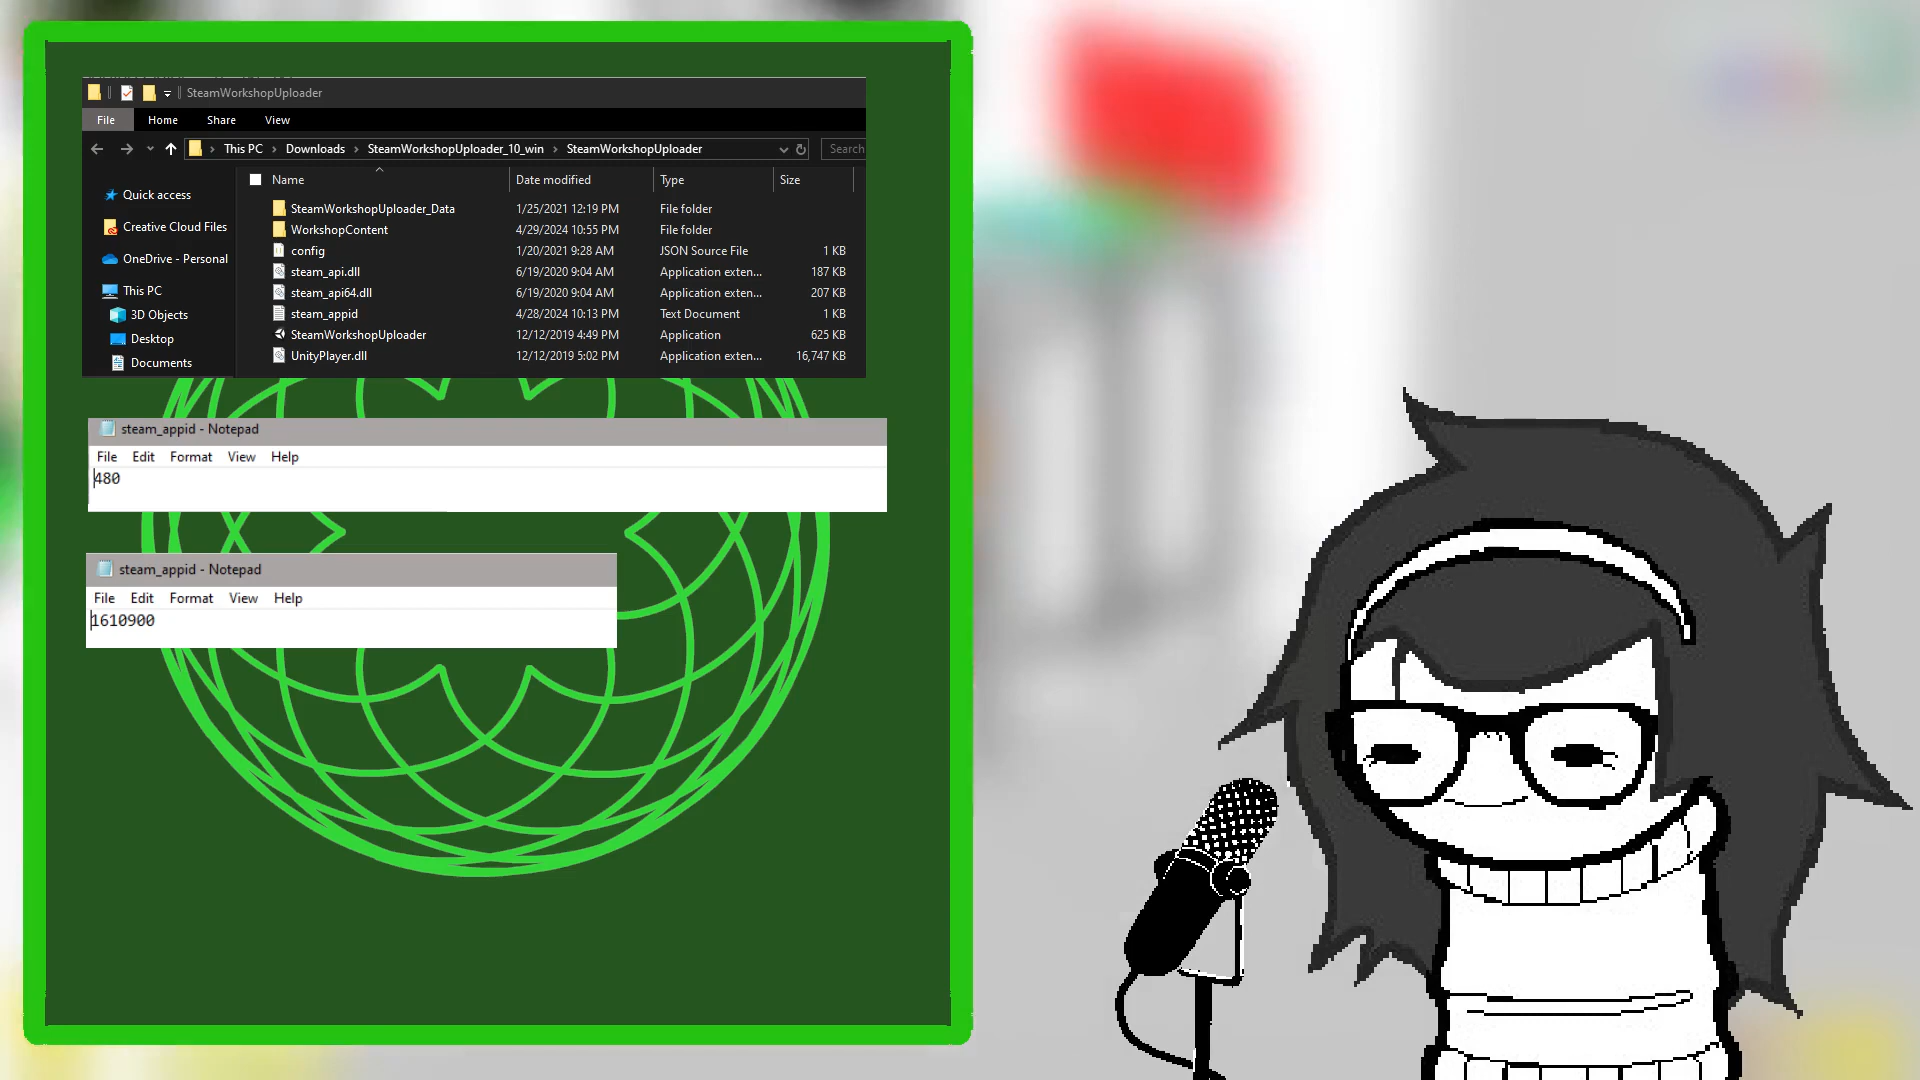 SteamWorkshopUploader
File Home Share View
This PC > Downloads > SteamWorkshopUploader_10_win > SteamWorkshopUploader Search
Name Date modified Type Size
Quick access
Creative Cloud Files
OneDrive - Personal
This PC
3D Objects
Desktop
Documents
SteamWorkshopUploader_Data 1/25/2021 12:19 PM File folder
WorkshopContent 4/29/2024 10:55 PM File folder
config 1/20/2021 9:28 AM JSON Source File 1 KB
steam_api.dll 6/19/2020 9:04 AM Application exten... 187 KB
steam_api64.dll 6/19/2020 9:04 AM Application exten... 207 KB
steam_appid 4/28/2024 10:13 PM Text Document 1 KB
SteamWorkshopUploader 12/12/2019 4:49 PM Application 625 KB
UnityPlayer.dll 12/12/2019 5:02 PM Application exten... 16,747 KB
steam_appid - Notepad
File Edit Format View Help
480
steam_appid - Notepad
File Edit Format View Help
1610900